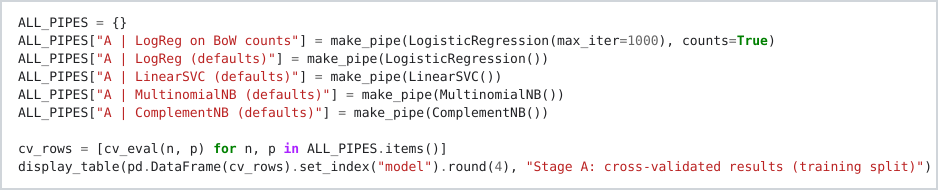 ALL_PIPES = {}
ALL_PIPES["A | LogReg on BoW counts"] = make_pipe(LogisticRegression(max_iter=1000), counts=True)
ALL_PIPES["A | LogReg (defaults)"] = make_pipe(LogisticRegression())
ALL_PIPES["A | LinearSVC (defaults)"] = make_pipe(LinearSVC())
ALL_PIPES["A | MultinomialNB (defaults)"] = make_pipe(MultinomialNB())
ALL_PIPES["A | ComplementNB (defaults)"] = make_pipe(ComplementNB())

cv_rows = [cv_eval(n, p) for n, p in ALL_PIPES.items()]
display_table(pd.DataFrame(cv_rows).set_index("model").round(4), "Stage A: cross-validated results (training split)")